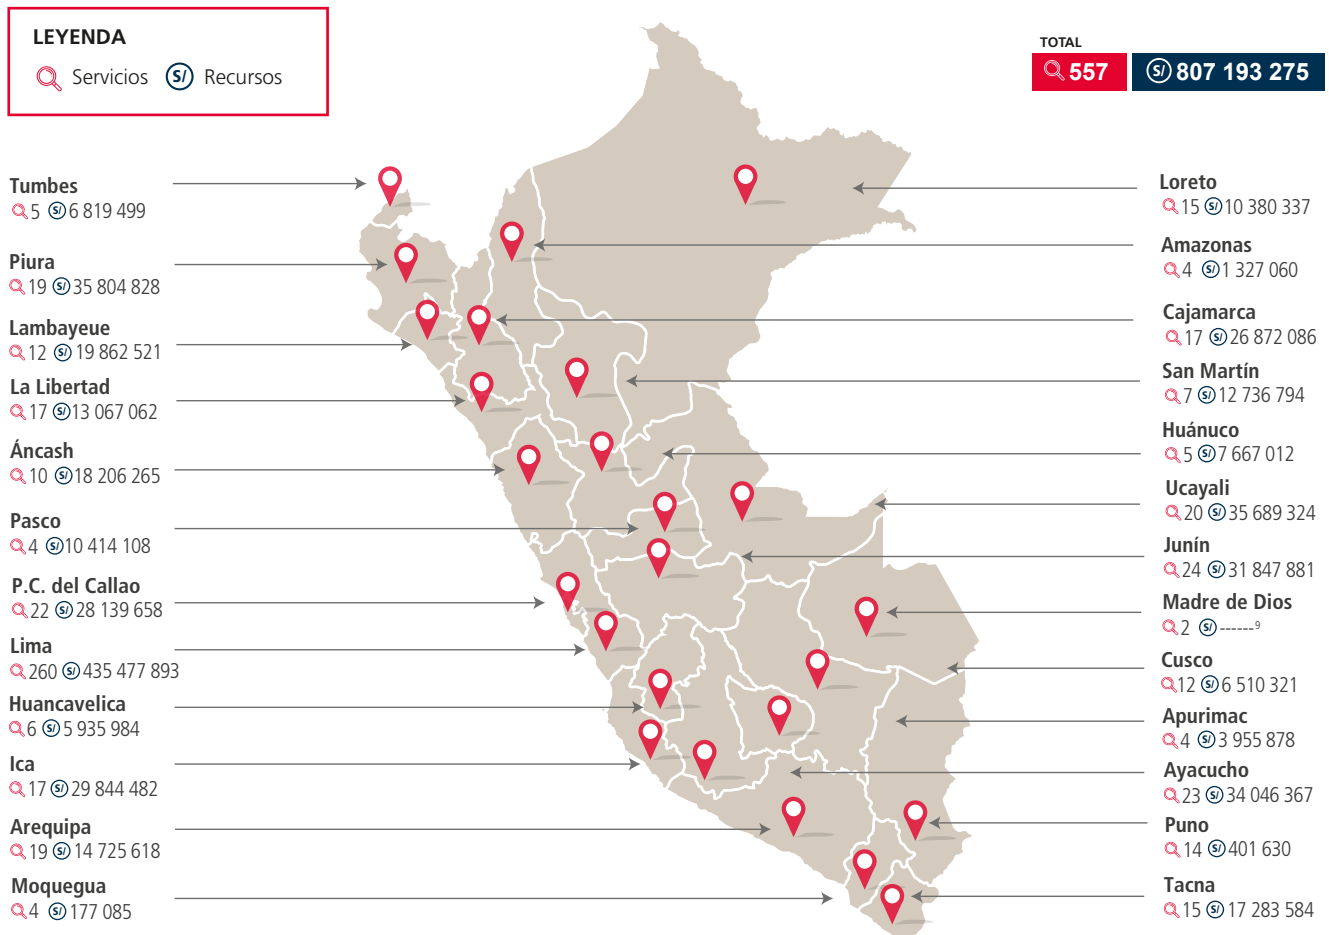 LEYENDA
Servicios S/ Recursos
TOTAL
557 S/ 807 193 275
Tumbes
5 S/ 6 819 499
Piura
19 S/ 35 804 828
Lambayeue
12 S/ 19 862 521
La Libertad
17 S/ 13 067 062
Áncash
10 S/ 18 206 265
Pasco
4 S/ 10 414 108
P.C. del Callao
22 S/ 28 139 658
Lima
260 S/ 435 477 893
Huancavelica
6 S/ 5 935 984
Ica
17 S/ 29 844 482
Arequipa
19 S/ 14 725 618
Moquegua
4 S/ 177 085
Loreto
15 S/ 10 380 337
Amazonas
4 S/ 1 327 060
Cajamarca
17 S/ 26 872 086
San Martín
7 S/ 12 736 794
Huánuco
5 S/ 7 667 012
Ucayali
20 S/ 35 689 324
Junín
24 S/ 31 847 881
Madre de Dios
2 S/ ------⁹
Cusco
12 S/ 6 510 321
Apurimac
4 S/ 3 955 878
Ayacucho
23 S/ 34 046 367
Puno
14 S/ 401 630
Tacna
15 S/ 17 283 584